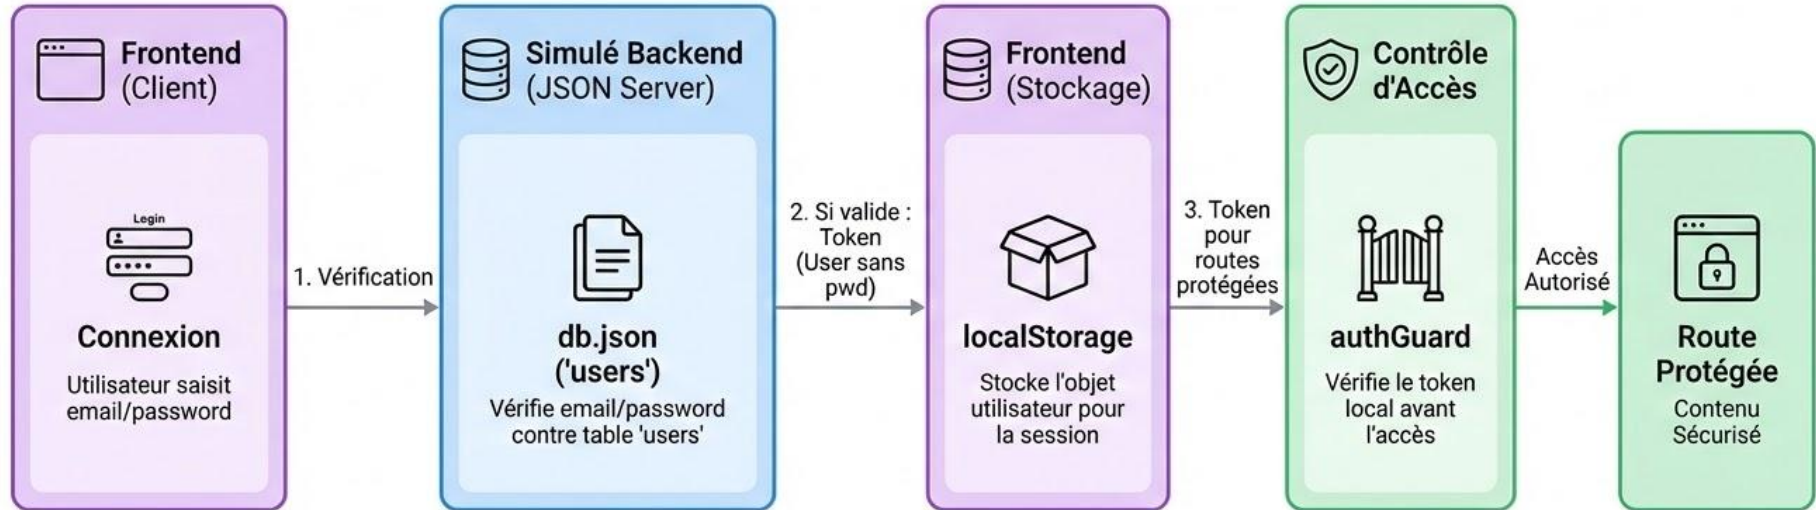 Frontend
(Client)
Login
Connexion
Utilisateur saisit
email/password
1. Vérification
Simulé Backend
(JSON Server)
db.json
('users')
Vérifie email/password
contre table 'users'
2. Si valide :
Token
(User sans
pwd)
Frontend
(Stockage)
localStorage
Stocke l'objet
utilisateur pour
la session
3. Token
pour
routes
protégées
Contrôle
d'Accès
authGuard
Vérifie le token
local avant
l'accès
Accès
Autorisé
Route
Protégée
Contenu
Sécurisé